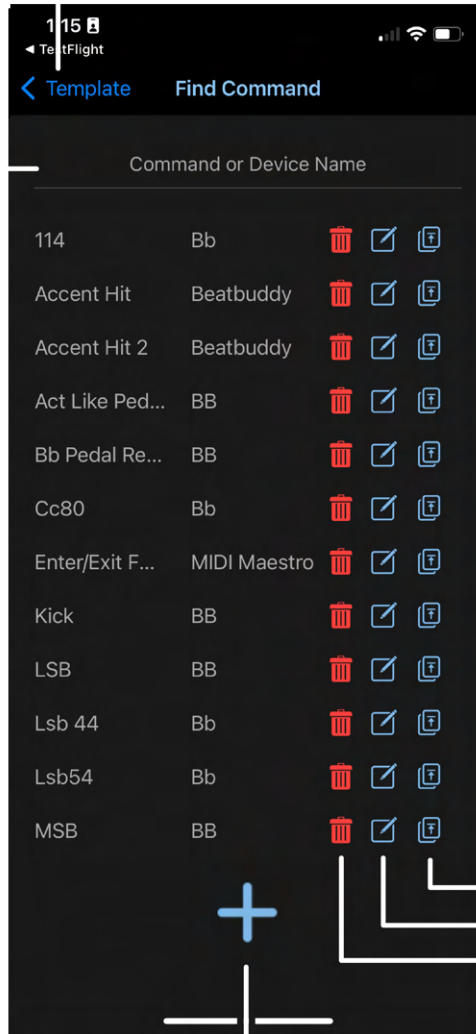 1:15
◀ TestFlight
Template Find Command
Command or Device Name
114 Bb
Accent Hit Beatbuddy
Accent Hit 2 Beatbuddy
Act Like Ped... BB
Bb Pedal Re... BB
Cc80 Bb
Enter/Exit F... MIDI Maestro
Kick BB
LSB BB
Lsb 44 Bb
Lsb54 Bb
MSB BB